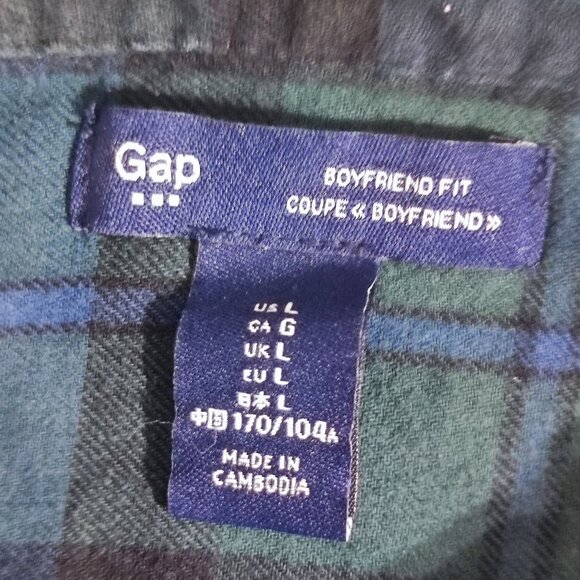 Gap
BOYFRIEND FIT
COUPE « BOYFRIEND »
US L
CA G
UK L
EU L
日本 L
中国 170/104A
MADE IN
CAMBODIA